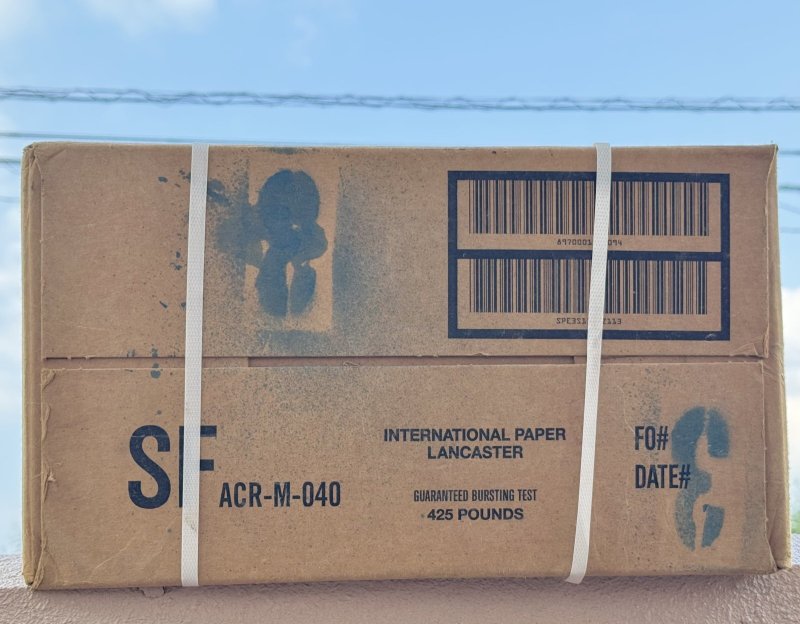 SF ACR-M-040
INTERNATIONAL PAPER
LANCASTER
GUARANTEED BURSTING TEST
425 POUNDS
FO#
DATE#